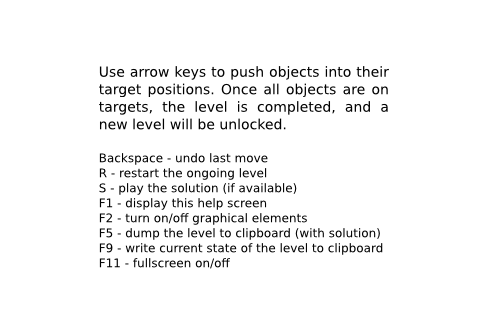 Use arrow keys to push objects into their
target positions. Once all objects are on
targets, the level is completed, and a
new level will be unlocked.
Backspace - undo last move
R - restart the ongoing level
S - play the solution (if available)
F1 - display this help screen
F2 - turn on/off graphical elements
F5 - dump the level to clipboard (with solution)
F9 - write current state of the level to clipboard
F11 - fullscreen on/off